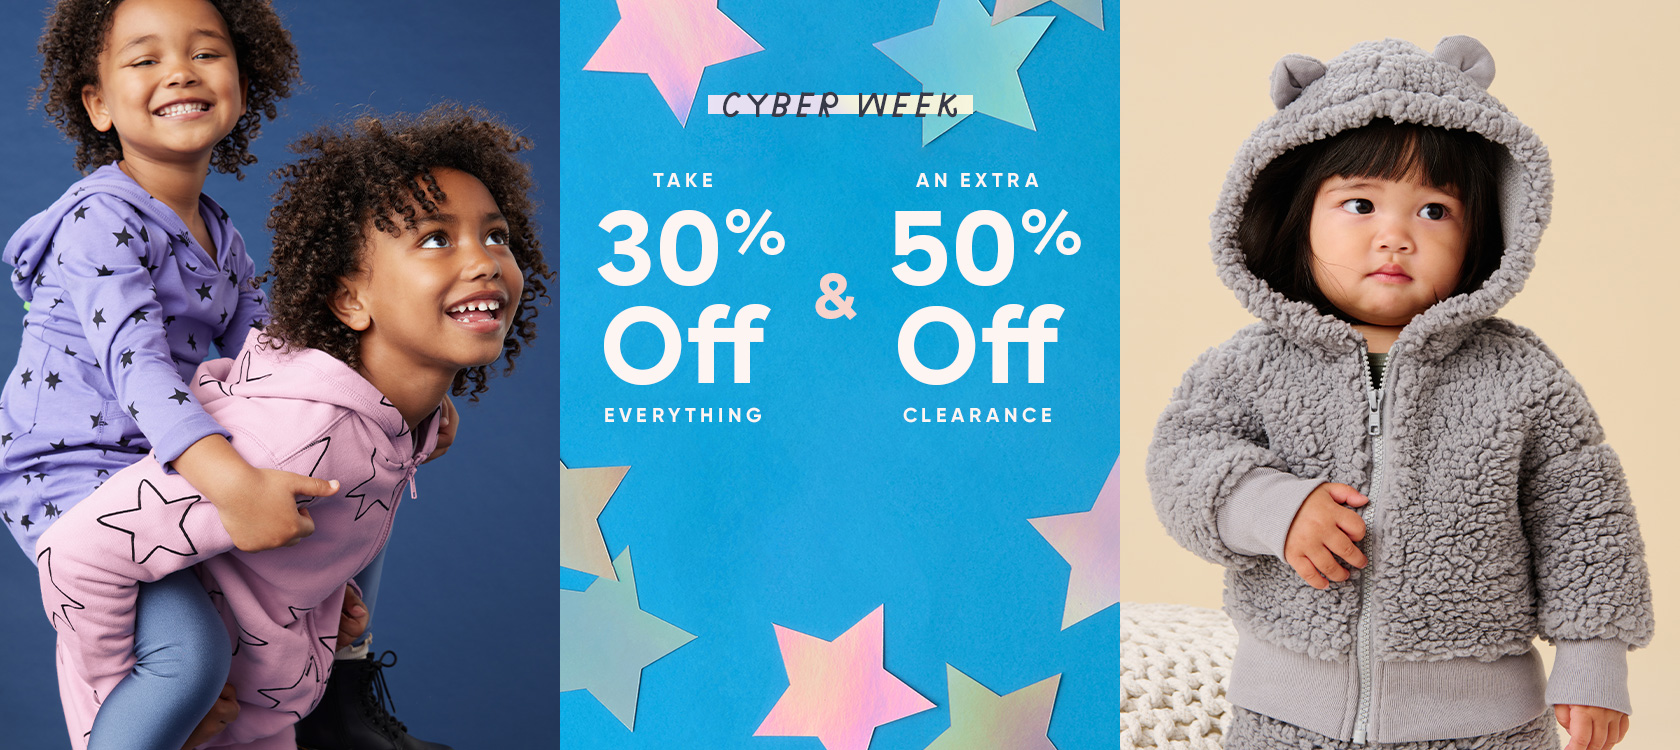 CYBER WEEK
TAKE
30%
Off
EVERYTHING
&
AN EXTRA
50%
Off
CLEARANCE